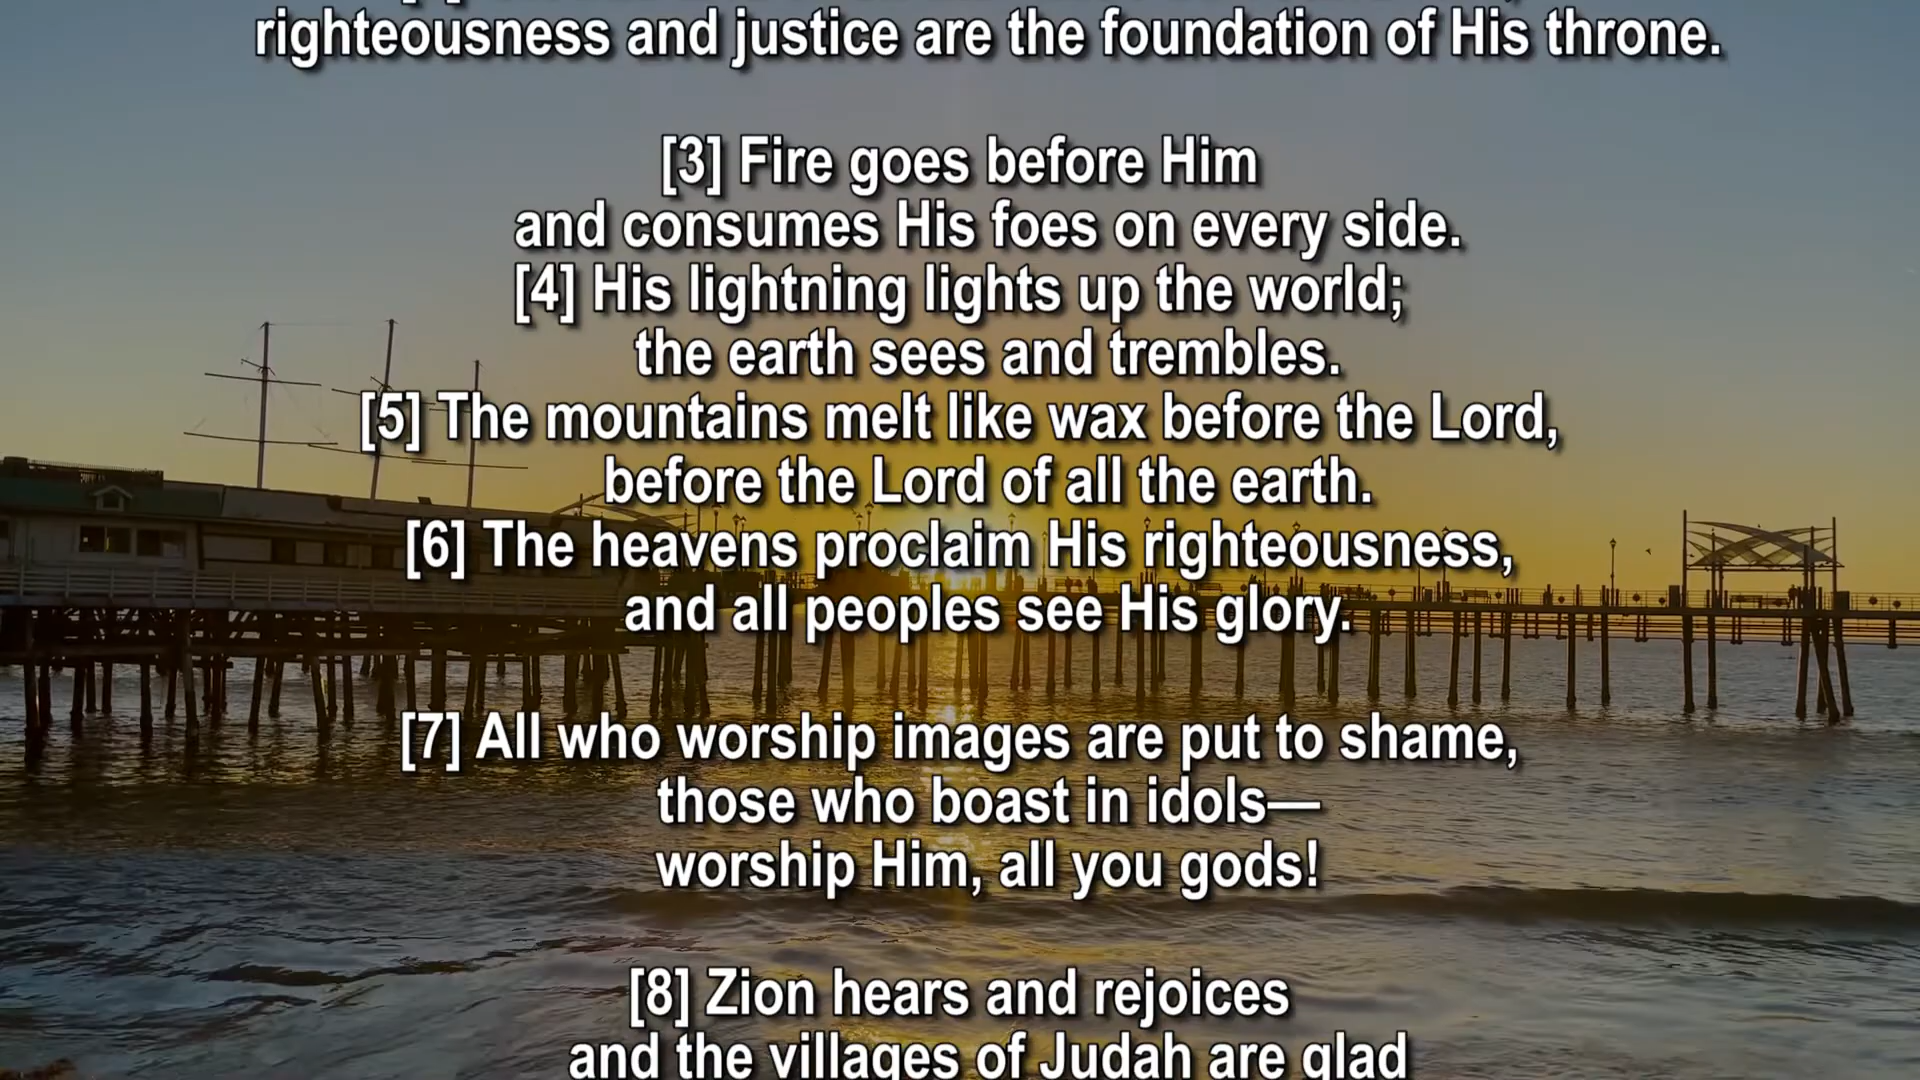 righteousness and justice are the foundation of His throne.
[3] Fire goes before Him
and consumes His foes on every side.
[4] His lightning lights up the world;
the earth sees and trembles.
[5] The mountains melt like wax before the Lord,
before the Lord of all the earth.
[6] The heavens proclaim His righteousness,
and all peoples see His glory.
[7] All who worship images are put to shame,
those who boast in idols—
worship Him, all you gods!
[8] Zion hears and rejoices
and the villages of Judah are glad